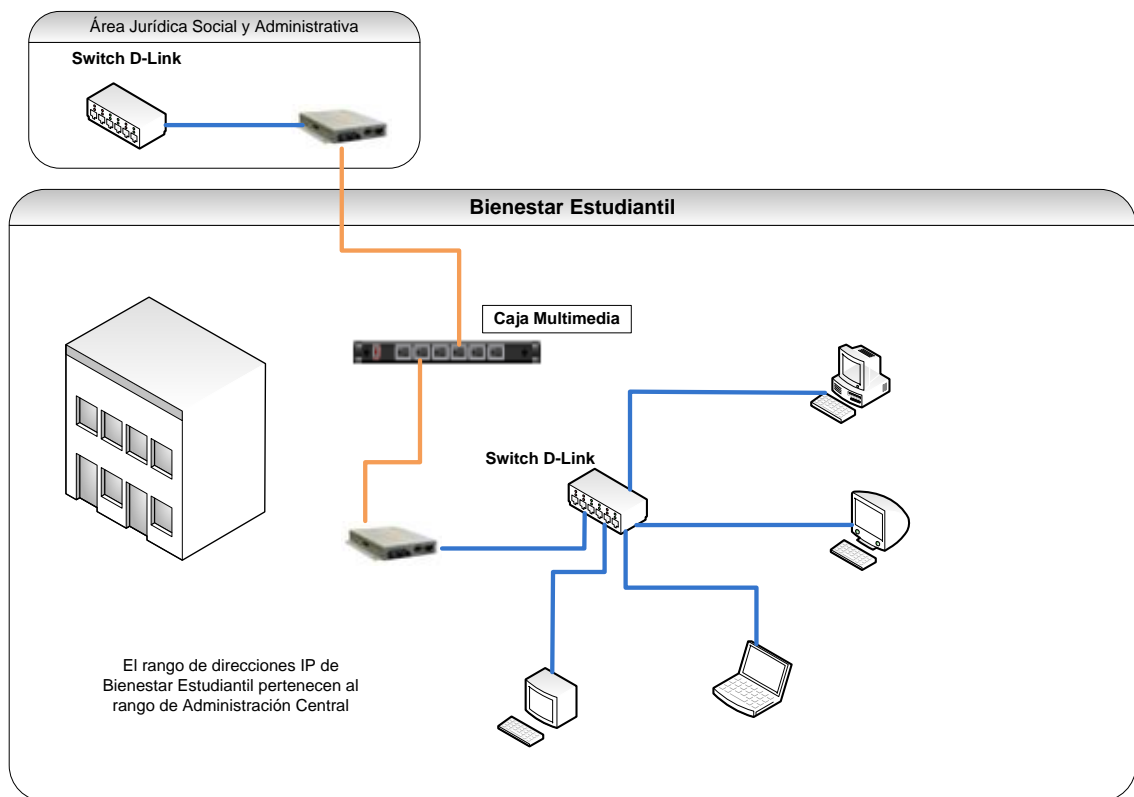 Área Jurídica Social y Administrativa
Switch D-Link
Bienestar Estudiantil
Caja Multimedia
Switch D-Link
El rango de direcciones IP de
Bienestar Estudiantil pertenecen al
rango de Administración Central